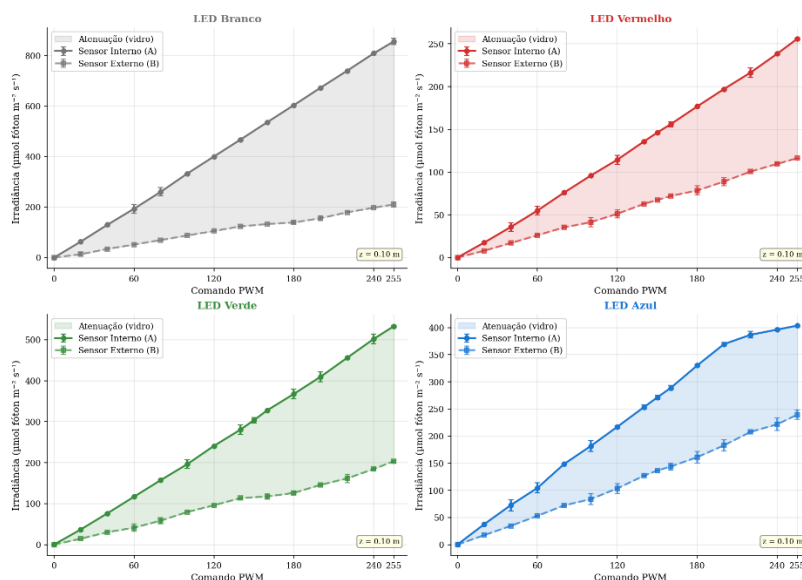 LED Branco
Irradiância (μmol fóton m⁻² s⁻¹)
800
600
400
200
0
Atenuação (vidro)
Sensor Interno (A)
Sensor Externo (B)
z = 0.10 m
0 60 120 180 240 255
Comando PWM
LED Vermelho
Irradiância (μmol fóton m⁻² s⁻¹)
250
200
150
100
50
0
Atenuação (vidro)
Sensor Interno (A)
Sensor Externo (B)
z = 0.10 m
0 60 120 180 240 255
Comando PWM
LED Verde
Irradiância (μmol fóton m⁻² s⁻¹)
500
400
300
200
100
0
Atenuação (vidro)
Sensor Interno (A)
Sensor Externo (B)
z = 0.10 m
0 60 120 180 240 255
Comando PWM
LED Azul
Irradiância (μmol fóton m⁻² s⁻¹)
400
350
300
250
200
150
100
50
0
Atenuação (vidro)
Sensor Interno (A)
Sensor Externo (B)
z = 0.10 m
0 60 120 180 240 255
Comando PWM